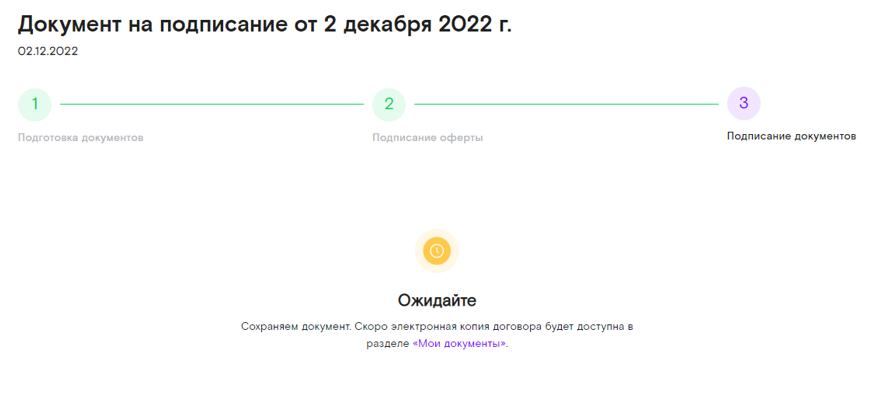 Документ на подписание от 2 декабря 2022 г.
02.12.2022
1
2
3
Подготовка документов
Подписание оферты
Подписание документов
Ожидайте
Сохраняем документ. Скоро электронная копия договора будет доступна в
разделе «Мои документы».